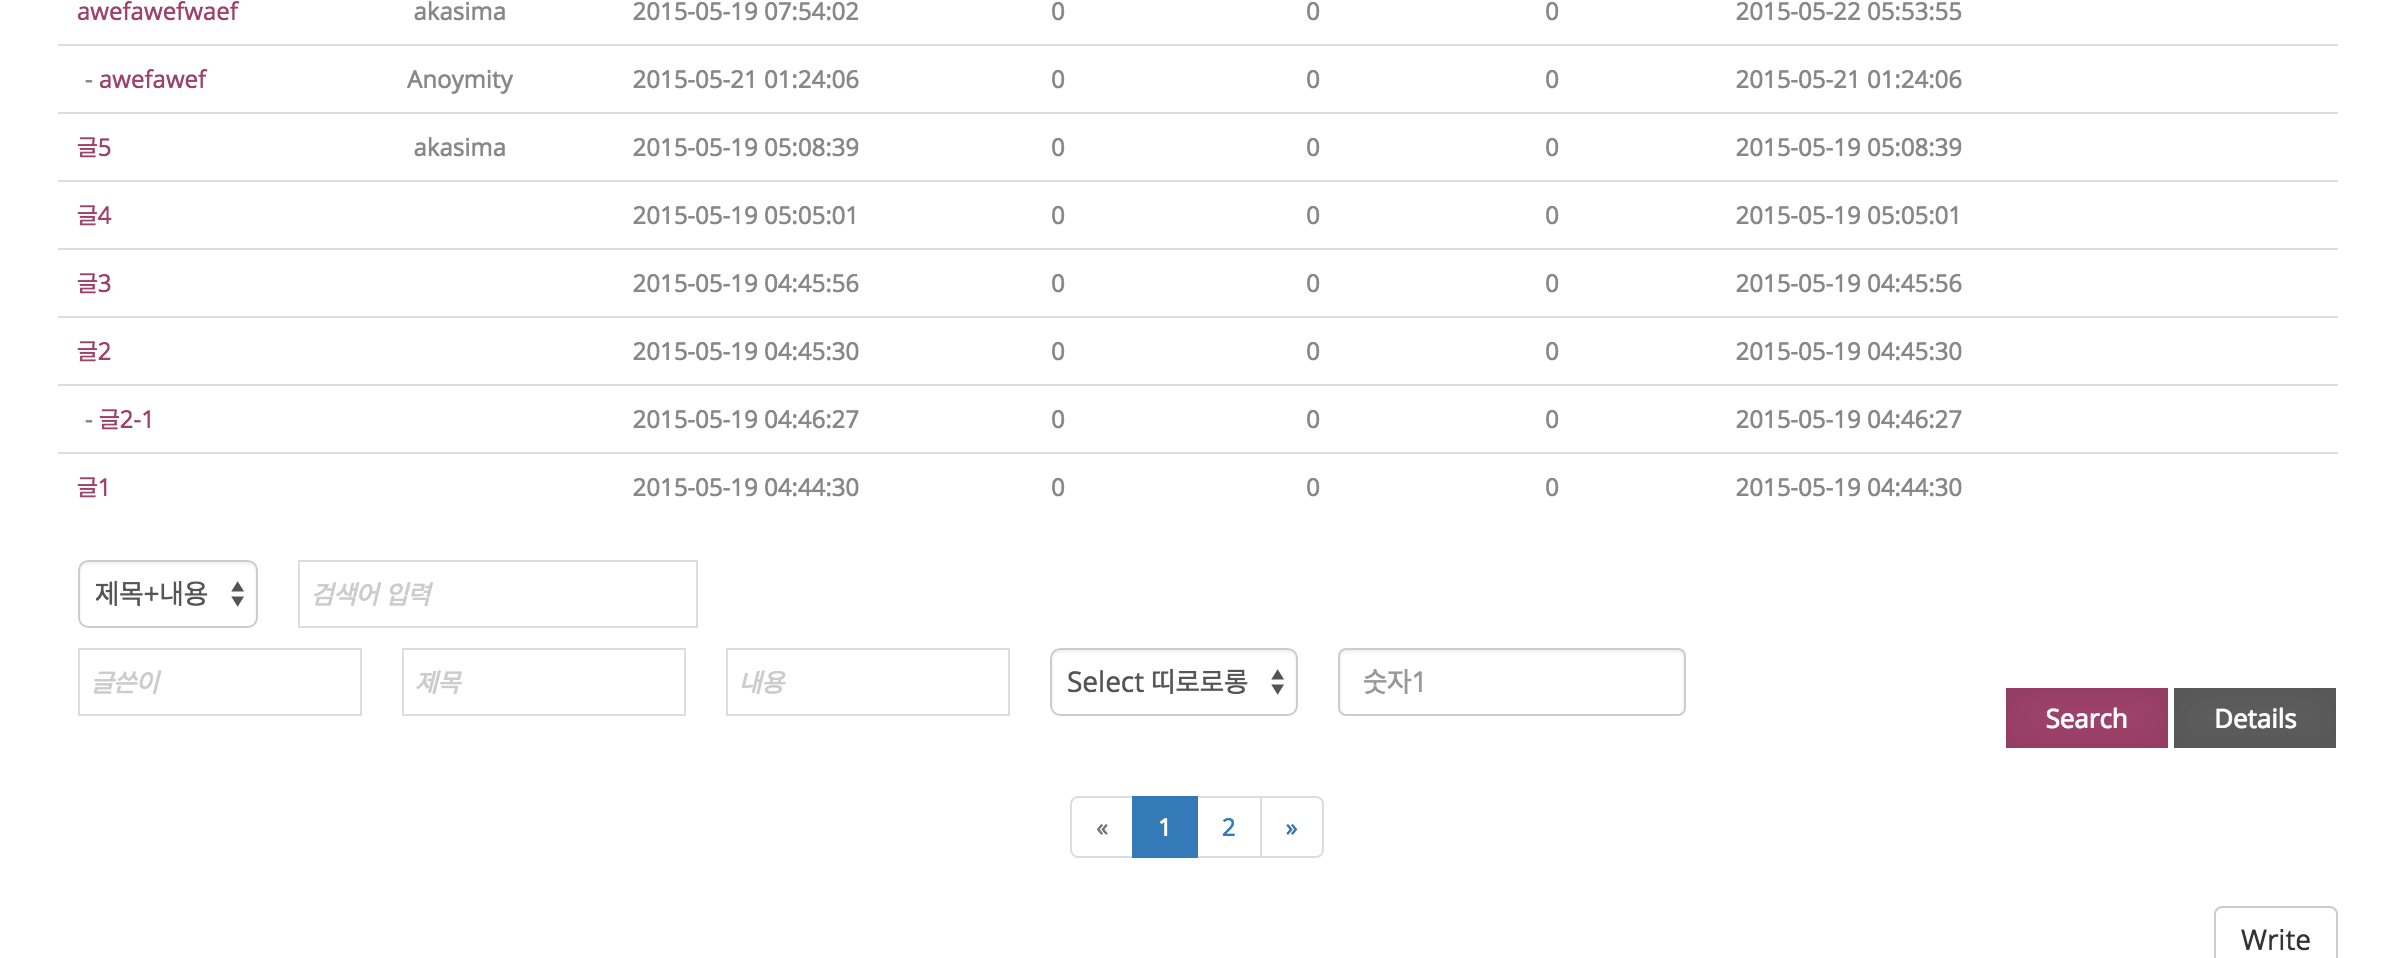 awefawefwaef akasima 2015-05-19 07:54:02 0 0 0 2015-05-22 05:53:55
- awefawef Anoymity 2015-05-21 01:24:06 0 0 0 2015-05-21 01:24:06
글5 akasima 2015-05-19 05:08:39 0 0 0 2015-05-19 05:08:39
글4 2015-05-19 05:05:01 0 0 0 2015-05-19 05:05:01
글3 2015-05-19 04:45:56 0 0 0 2015-05-19 04:45:56
글2 2015-05-19 04:45:30 0 0 0 2015-05-19 04:45:30
- 글2-1 2015-05-19 04:46:27 0 0 0 2015-05-19 04:46:27
글1 2015-05-19 04:44:30 0 0 0 2015-05-19 04:44:30
제목+내용 검색어 입력
글쓴이 제목 내용 Select 띠로로롱 숫자1
Search Details
« 1 2 »
Write